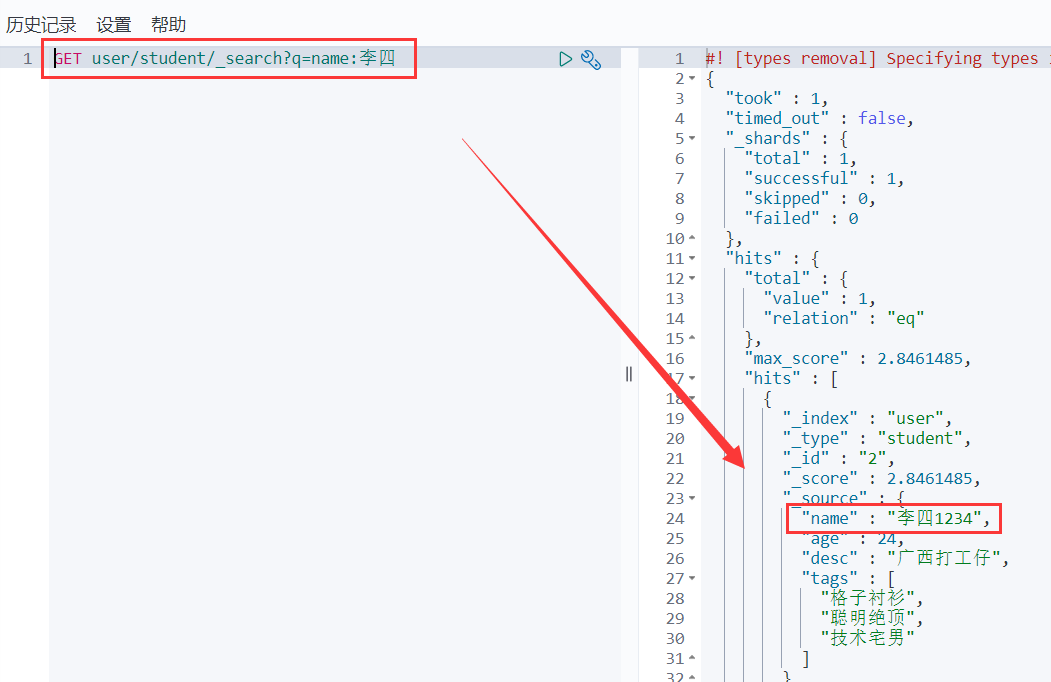 历史记录 设置 帮助
1 GET user/student/_search?q=name:李四
1 #! [types removal] Specifying types
2 {
3 "took" : 1,
4 "timed_out" : false,
5 "_shards" : {
6 "total" : 1,
7 "successful" : 1,
8 "skipped" : 0,
9 "failed" : 0
10 },
11 "hits" : {
12 "total" : {
13 "value" : 1,
14 "relation" : "eq"
15 },
16 "max_score" : 2.8461485,
17 "hits" : [
18 {
19 "_index" : "user",
20 "_type" : "student",
21 "_id" : "2",
22 "_score" : 2.8461485,
23 "_source" : {
24 "name" : "李四1234",
25 "age" : 24,
26 "desc" : "广西打工仔",
27 "tags" : [
28 "格子衬衫",
29 "聪明绝顶",
30 "技术宅男"
31 ]
32 }